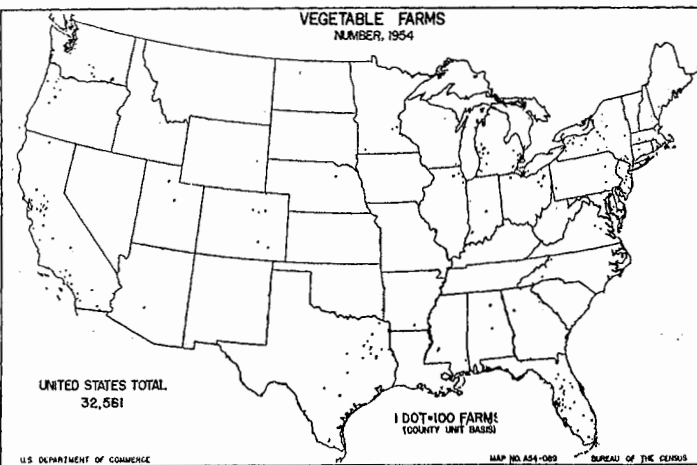 VEGETABLE FARMS
NUMBER, 1954
UNITED STATES TOTAL
32,561
1 DOT=100 FARMS
(COUNTY UNIT BASIS)
U.S. DEPARTMENT OF COMMERCE
MAP NO. A54-089
BUREAU OF THE CENSUS